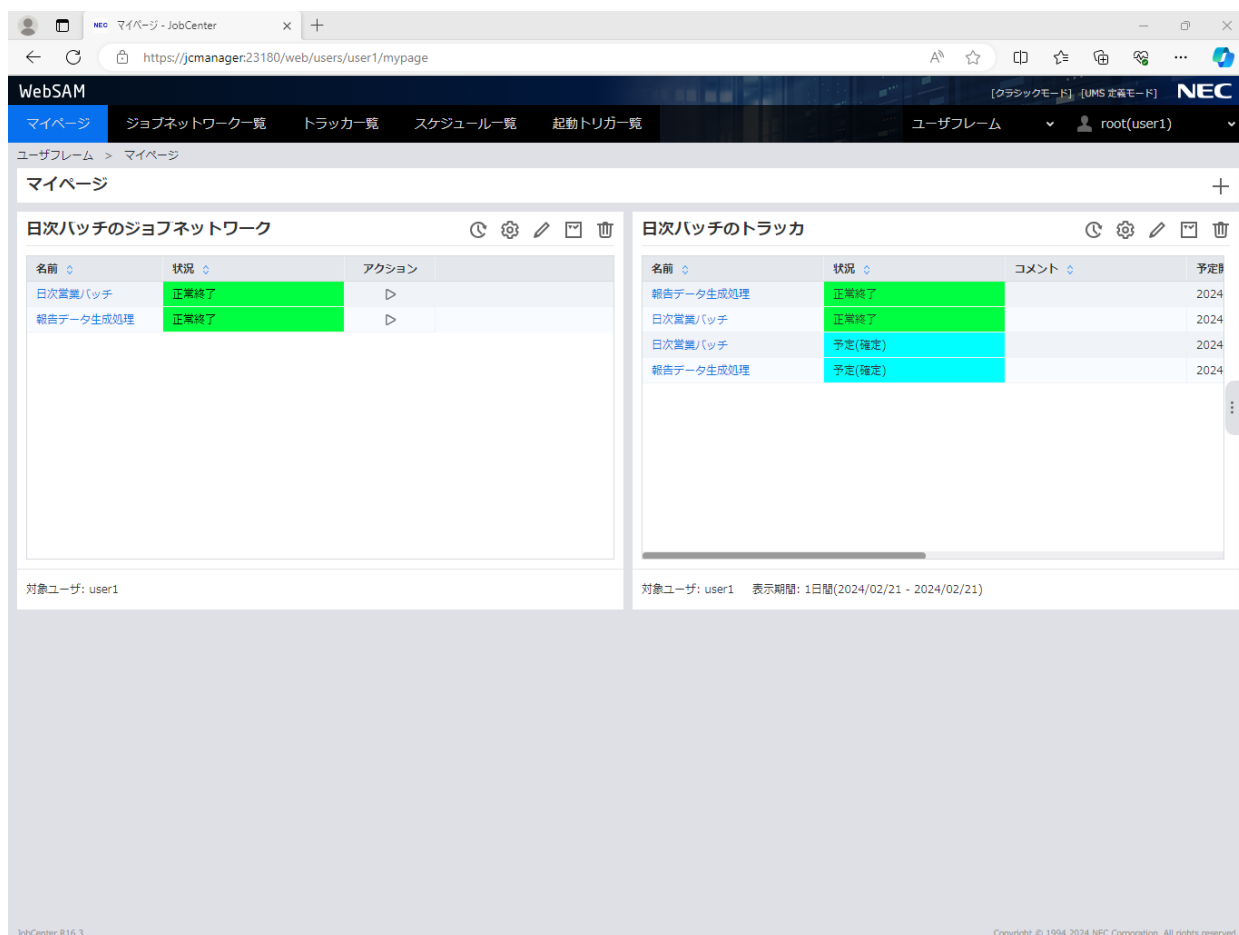 NEC マイページ - JobCenter
https://jcmanager:23180/web/users/user1/mypage
WebSAM
[クラシックモード] [UMS 定義モード] NEC
マイページ ジョブネットワーク一覧 トラッカ一覧 スケジュール一覧 起動トリガ一覧 ユーザフレーム root(user1)
ユーザフレーム > マイページ
マイページ
日次バッチのジョブネットワーク
名前 状況 アクション
日次営業バッチ 正常終了
報告データ生成処理 正常終了
対象ユーザ: user1
日次バッチのトラッカ
名前 状況 コメント 予定
報告データ生成処理 正常終了 2024
日次営業バッチ 正常終了 2024
日次営業バッチ 予定(確定) 2024
報告データ生成処理 予定(確定) 2024
対象ユーザ: user1 表示期間: 1日間(2024/02/21 - 2024/02/21)
JobCenter R16.3
Copyright © 1994-2024 NEC Corporation. All rights reserved.